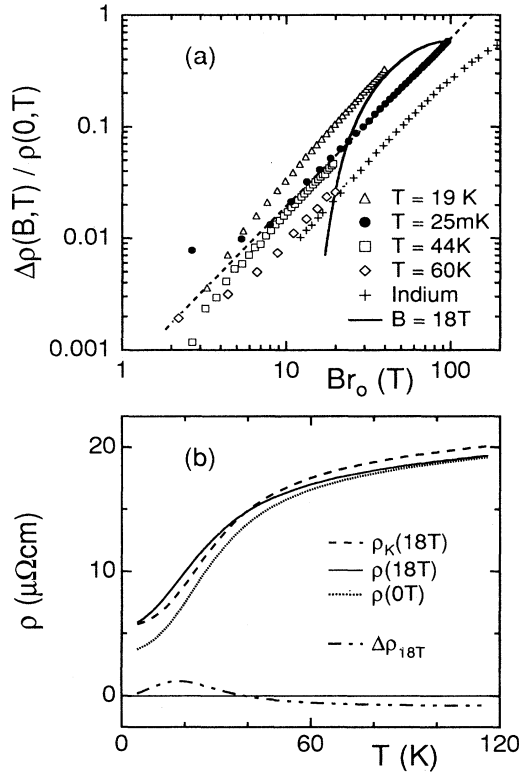 (a)
1
0.1
0.01
0.001
Δρ(B,T) / ρ(0,T)
T = 19 K
T = 25mK
T = 44K
T = 60K
Indium
B = 18T
1 10 100
Br₀ (T)
(b)
20
10
0
ρ (μΩcm)
ρ_K(18T)
ρ(18T)
ρ(0T)
Δρ₁₈T
0 60 120
T (K)